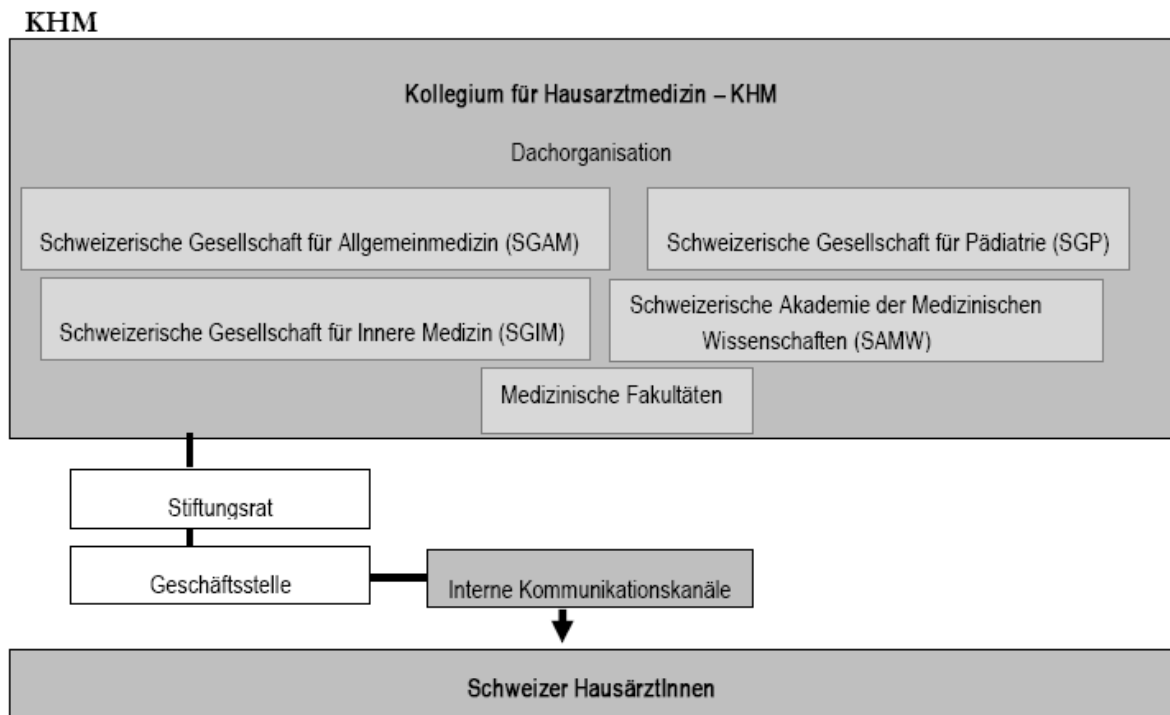 KHM
Kollegium für Hausarztmedizin – KHM
Dachorganisation
Schweizerische Gesellschaft für Allgemeinmedizin (SGAM)
Schweizerische Gesellschaft für Pädiatrie (SGP)
Schweizerische Gesellschaft für Innere Medizin (SGIM)
Schweizerische Akademie der Medizinischen
Wissenschaften (SAMW)
Medizinische Fakultäten
Stiftungsrat
Geschäftsstelle
Interne Kommunikationskanäle
Schweizer HausärztInnen